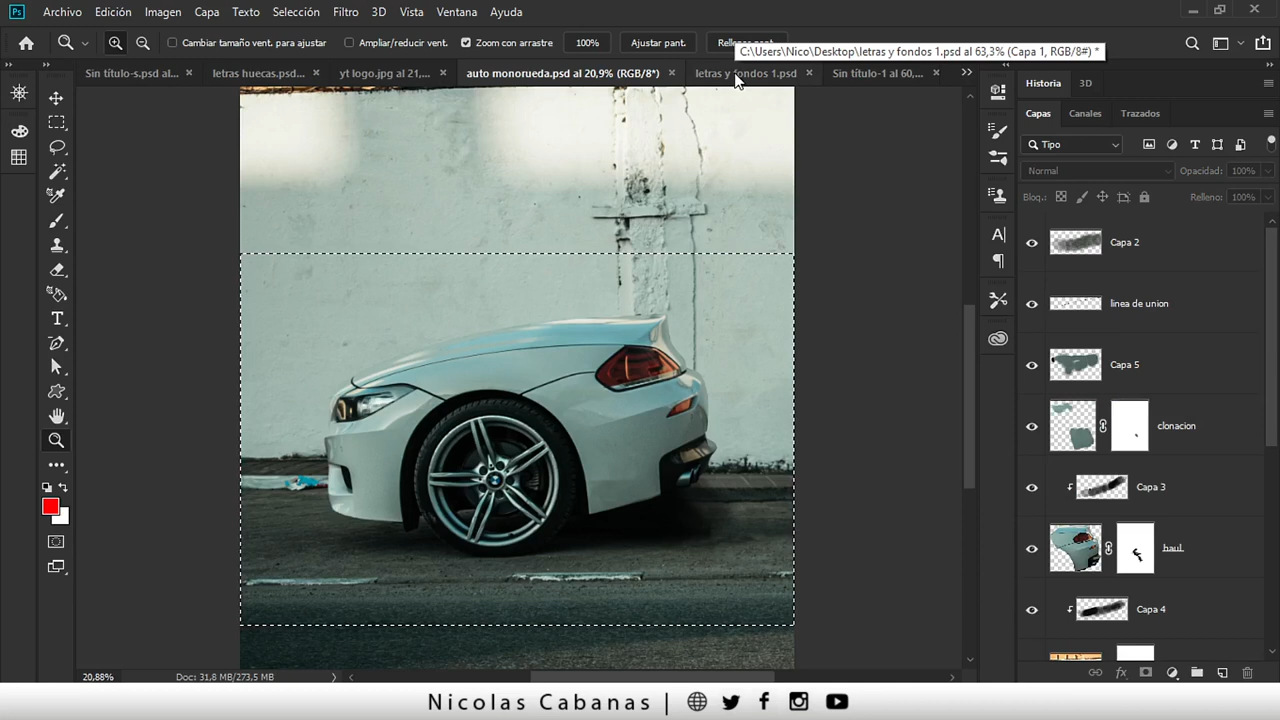 Ps Archivo Edición Imagen Capa Texto Selección Filtro 3D Vista Ventana Ayuda
Cambiar tamaño vent. para ajustar Ampliar/reducir vent. Zoom con arrastre 100% Ajustar pant. Rellenar pant.
C:\Users\Nico\Desktop\letras y fondos 1.psd al 63,3% (Capa 1, RGB/8#) *
Sin título-s.psd al... × letras huecas.psd... × yt logo.jpg al 21,... × auto monorueda.psd al 20,9% (RGB/8*) × letras y fondos 1.psd × Sin título-1 al 60,... ×
Historia 3D
Capas Canales Trazados
Tipo
Normal Opacidad: 100%
Bloq.: Relleno: 100%
Capa 2
linea de union
Capa 5
clonacion
Capa 3
haul
Capa 4
20,88% Doc: 31,8 MB/273,5 MB
Nicolas Cabanas |